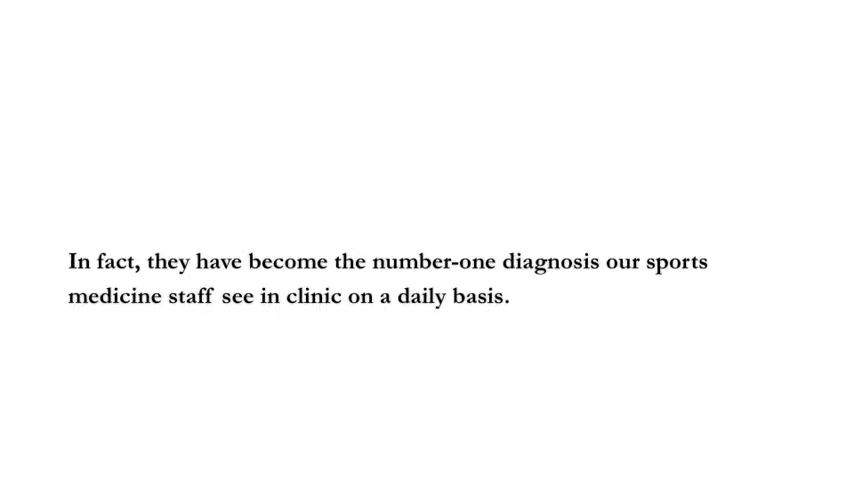 In fact, they have become the number-one diagnosis our sports
medicine staff see in clinic on a daily basis.